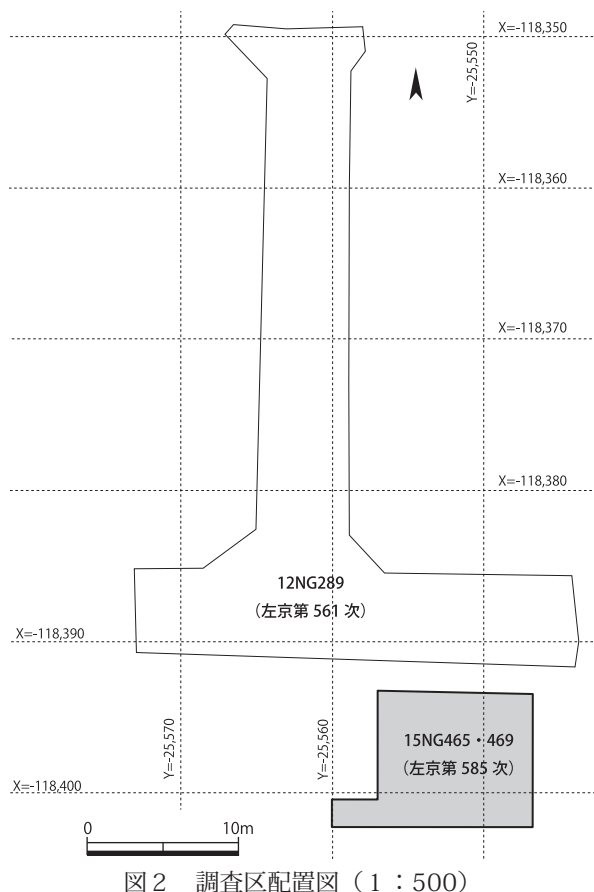 X=-118,350
Y=-25,550
X=-118,360
X=-118,370
X=-118,380
12NG289
（左京第 561 次）
X=-118,390
Y=-25,570
Y=-25,560
15NG465・469
（左京第 585 次）
X=-118,400
0 10m
図２　調査区配置図（１：500）